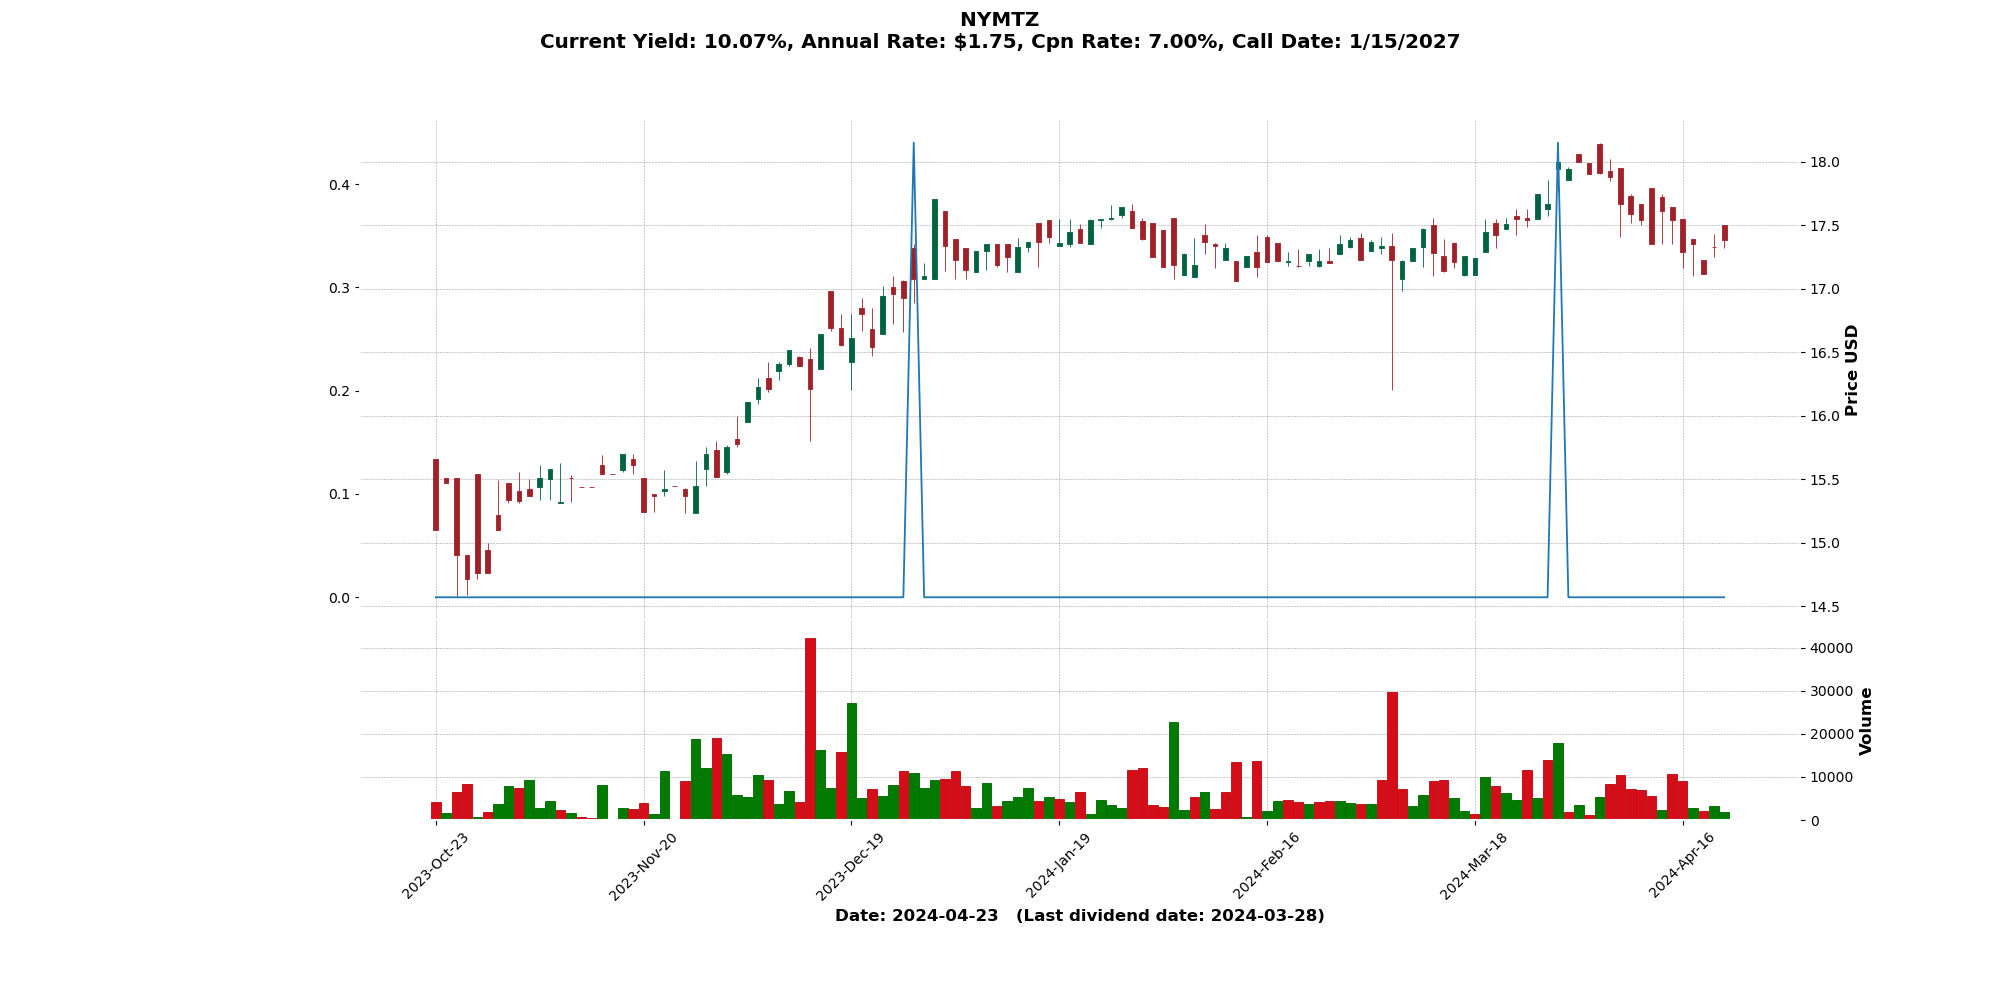 NYMTZ
Current Yield: 10.07%, Annual Rate: $1.75, Cpn Rate: 7.00%, Call Date: 1/15/2027
0.4
0.3
0.2
0.1
0.0
18.0
17.5
17.0
16.5
16.0
15.5
15.0
14.5
Price USD
40000
30000
20000
10000
0
Volume
2023-Oct-23
2023-Nov-20
2023-Dec-19
2024-Jan-19
2024-Feb-16
2024-Mar-18
2024-Apr-16
Date: 2024-04-23 (Last dividend date: 2024-03-28)